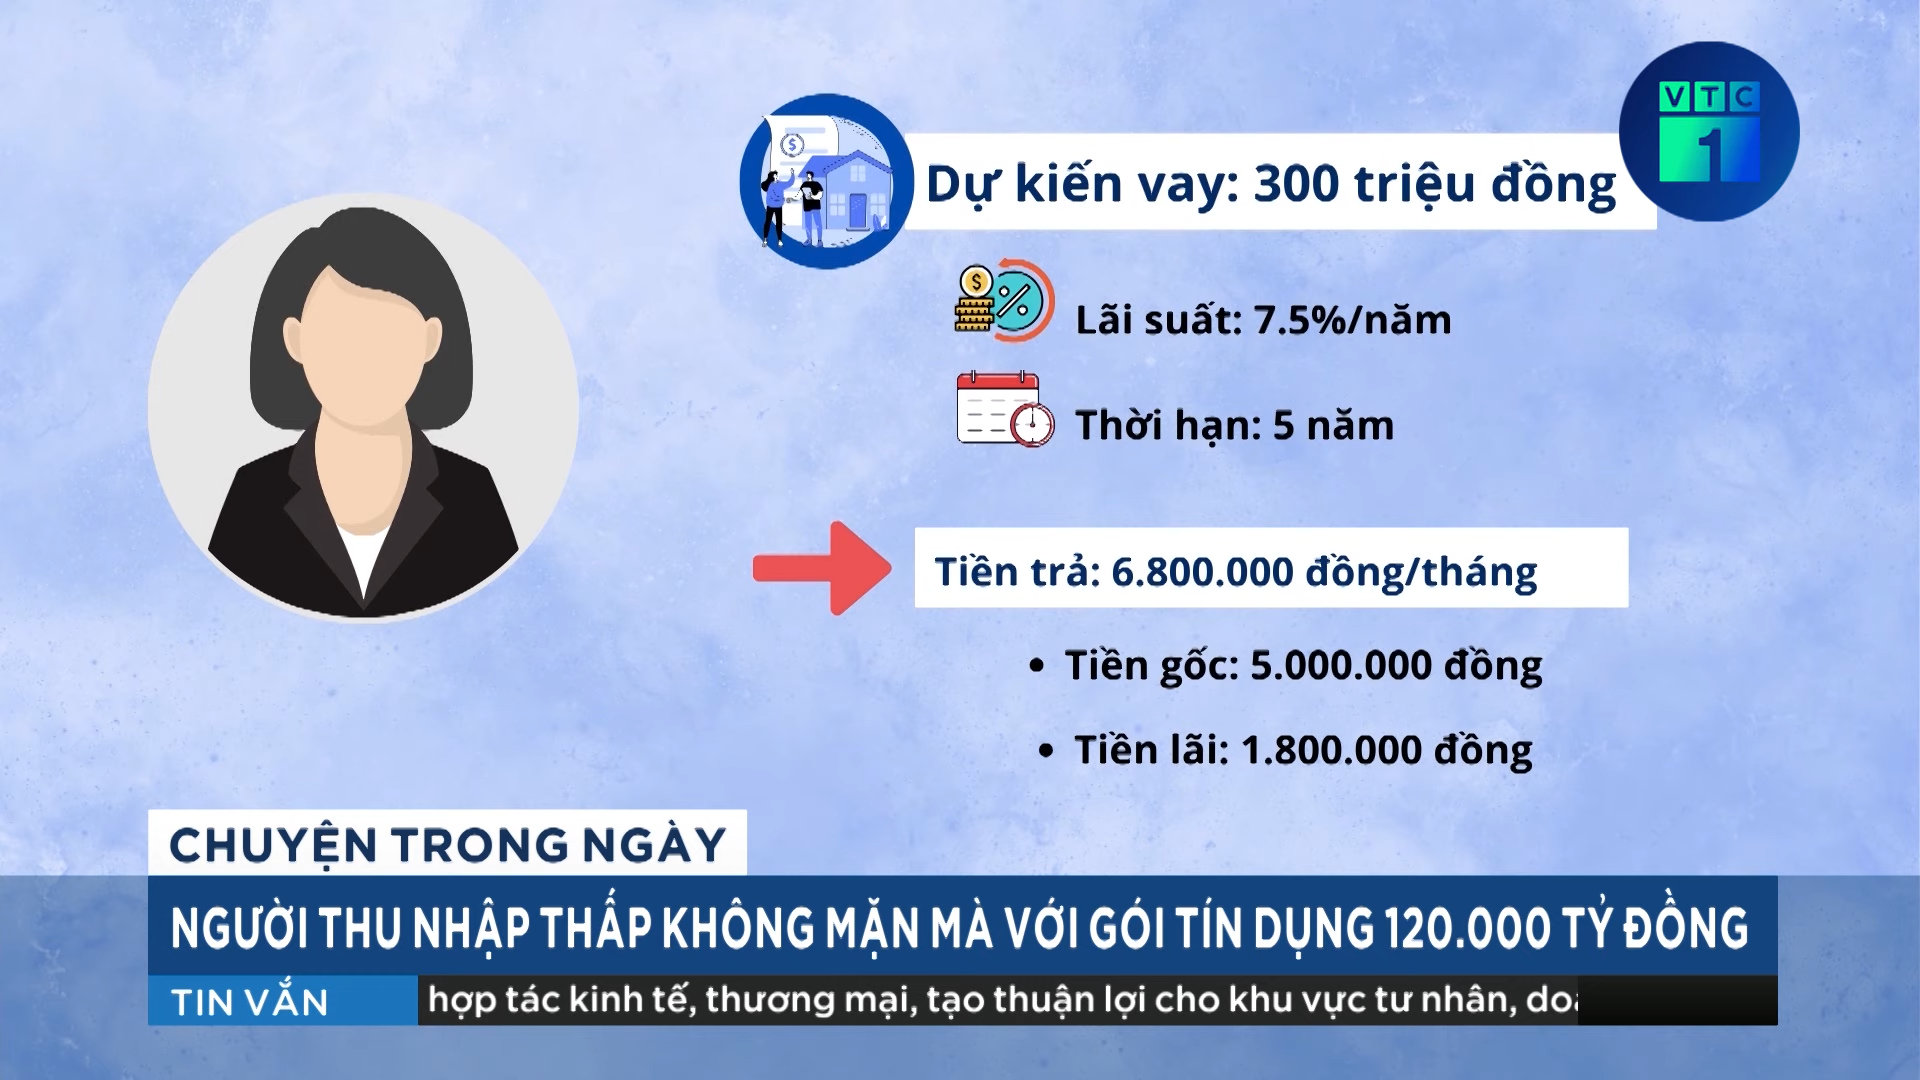 VTC
1
Dự kiến vay: 300 triệu đồng
Lãi suất: 7.5%/năm
Thời hạn: 5 năm
Tiền trả: 6.800.000 đồng/tháng
• Tiền gốc: 5.000.000 đồng
• Tiền lãi: 1.800.000 đồng
CHUYỆN TRONG NGÀY
NGƯỜI THU NHẬP THẤP KHÔNG MẶN MÀ VỚI GÓI TÍN DỤNG 120.000 TỶ ĐỒNG
TIN VẮN
hợp tác kinh tế, thương mại, tạo thuận lợi cho khu vực tư nhân,